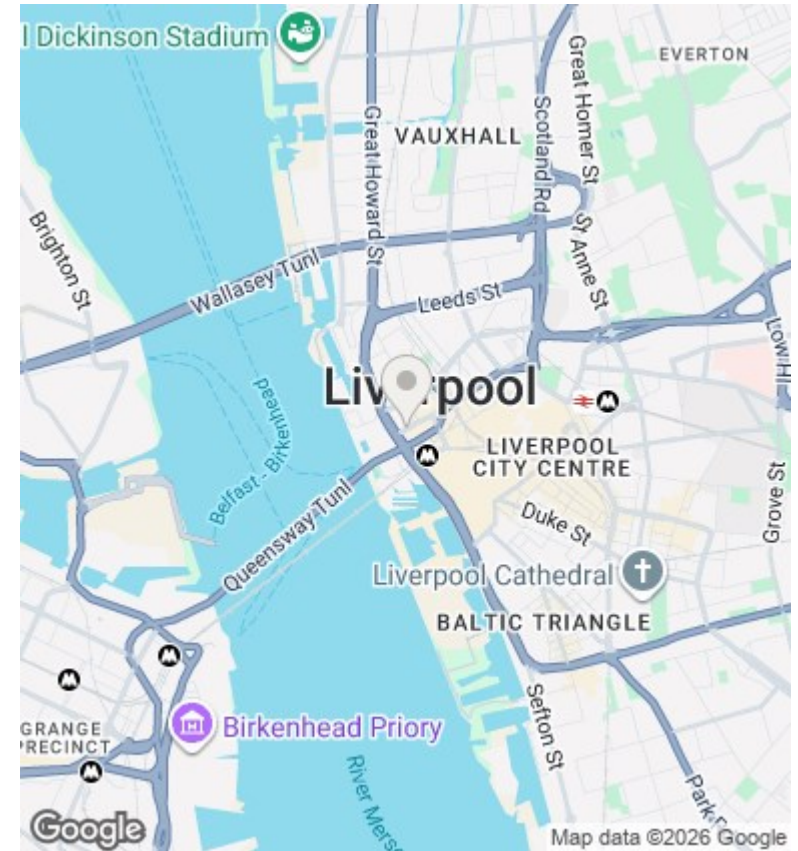 l Dickinson Stadium
EVERTON
Great Homer St
Scotland Rd
VAUXHALL
Great Howard St
St Anne St
Brighton St
Wallasey Tunl
Leeds St
Low Hl
Liverpool
LIVERPOOL
CITY CENTRE
Belfast - Birkenhead
Grove St
Queensway Tunl
Duke St
Liverpool Cathedral
BALTIC TRIANGLE
Sefton St
GRANGE
PRECINCT
Birkenhead Priory
River Mers
Park
Google
Map data ©2026 Google